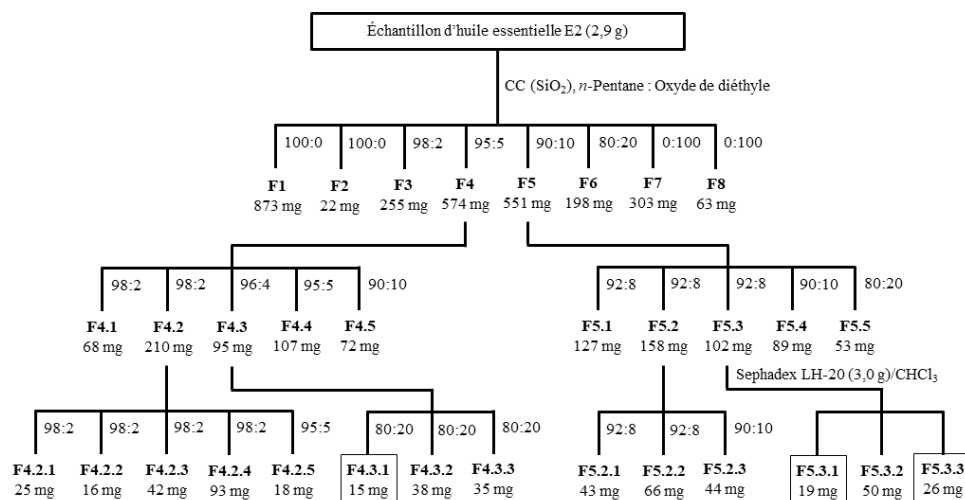 Échantillon d’huile essentielle E2 (2,9 g)
CC (SiO2), n-Pentane : Oxyde de diéthyle
100:0 100:0 98:2 95:5 90:10 80:20 0:100 0:100
F1 F2 F3 F4 F5 F6 F7 F8
873 mg 22 mg 255 mg 574 mg 551 mg 198 mg 303 mg 63 mg
98:2 98:2 96:4 95:5 90:10 92:8 92:8 92:8 90:10 80:20
F4.1 F4.2 F4.3 F4.4 F4.5 F5.1 F5.2 F5.3 F5.4 F5.5
68 mg 210 mg 95 mg 107 mg 72 mg 127 mg 158 mg 102 mg 89 mg 53 mg
Sephadex LH-20 (3,0 g)/CHCl3
98:2 98:2 98:2 98:2 95:5 80:20 80:20 80:20 92:8 92:8 90:10
F4.2.1 F4.2.2 F4.2.3 F4.2.4 F4.2.5 F4.3.1 F4.3.2 F4.3.3 F5.2.1 F5.2.2 F5.2.3 F5.3.1 F5.3.2 F5.3.3
25 mg 16 mg 42 mg 93 mg 18 mg 15 mg 38 mg 35 mg 43 mg 66 mg 44 mg 19 mg 50 mg 26 mg